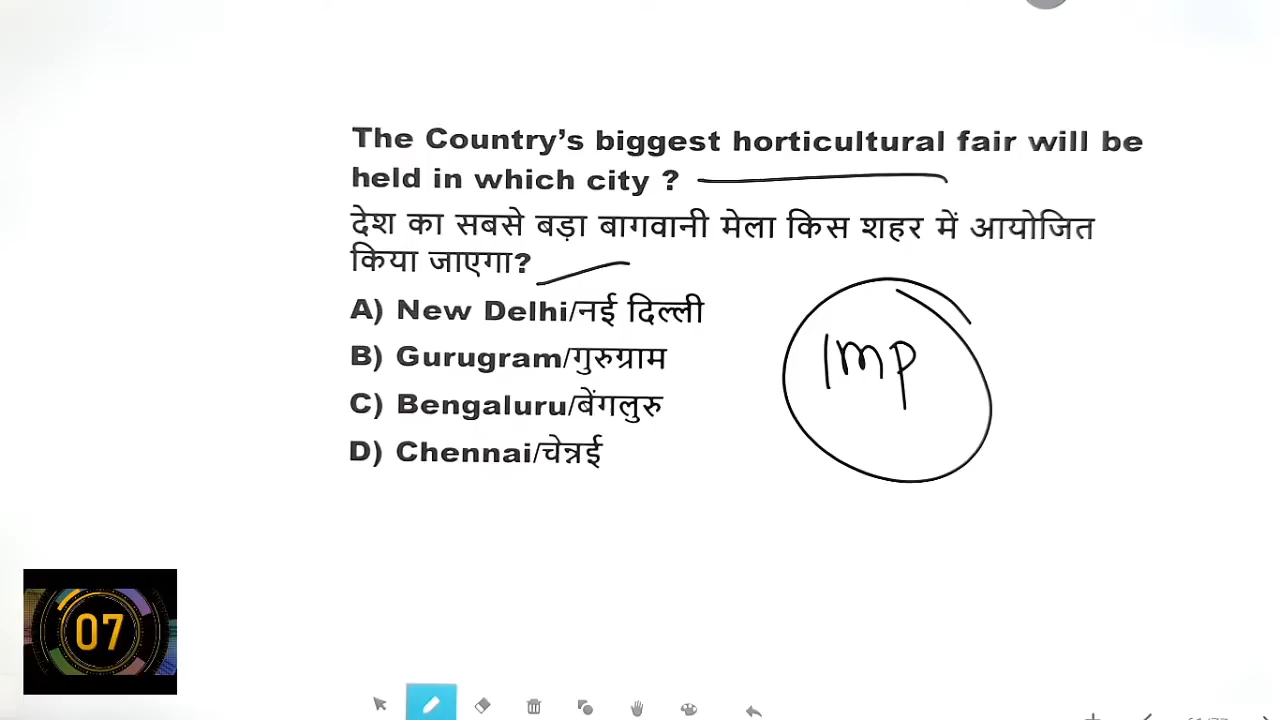 The Country's biggest horticultural fair will be
held in which city ?
देश का सबसे बड़ा बागवानी मेला किस शहर में आयोजित
किया जाएगा?
A) New Delhi/नई दिल्ली
B) Gurugram/गुरुग्राम
C) Bengaluru/बेंगलुरु
D) Chennai/चेन्नई
IMP
07